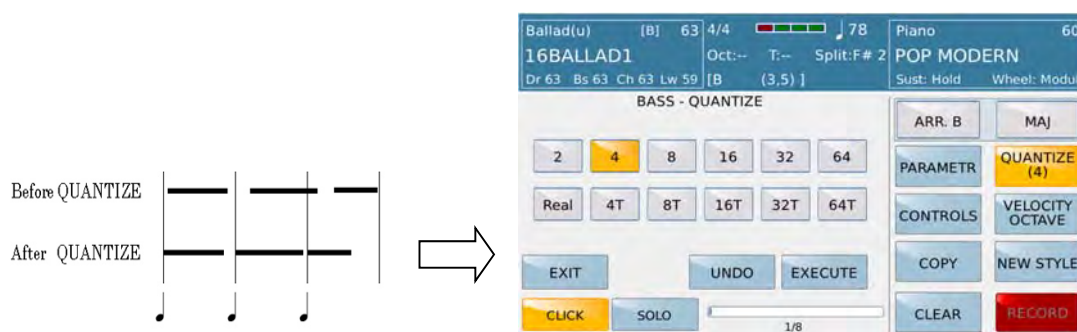 Before QUANTIZE
After QUANTIZE
Ballad(u) [B] 63 4/4 78 Piano 60
16BALLAD1 Oct:-- T:-- Split:F# 2 POP MODERN
Dr 63 Bs 63 Ch 63 Lw 59 [B (3,5) ] Sust: Hold Wheel: Modul
BASS - QUANTIZE
ARR. B MAJ
2 4 8 16 32 64
PARAMETR QUANTIZE
(4)
Real 4T 8T 16T 32T 64T
CONTROLS VELOCITY
OCTAVE
EXIT UNDO EXECUTE
COPY NEW STYLE
CLICK SOLO 1/8
CLEAR RECORD